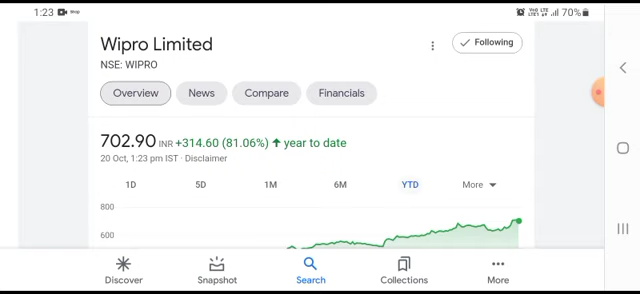 1:23
70%
Wipro Limited
Following
NSE: WIPRO
Overview
News
Compare
Financials
702.90 INR +314.60 (81.06%) ↑ year to date
20 Oct, 1:23 pm IST · Disclaimer
1D
5D
1M
6M
YTD
More
800
600
Discover
Snapshot
Search
Collections
More